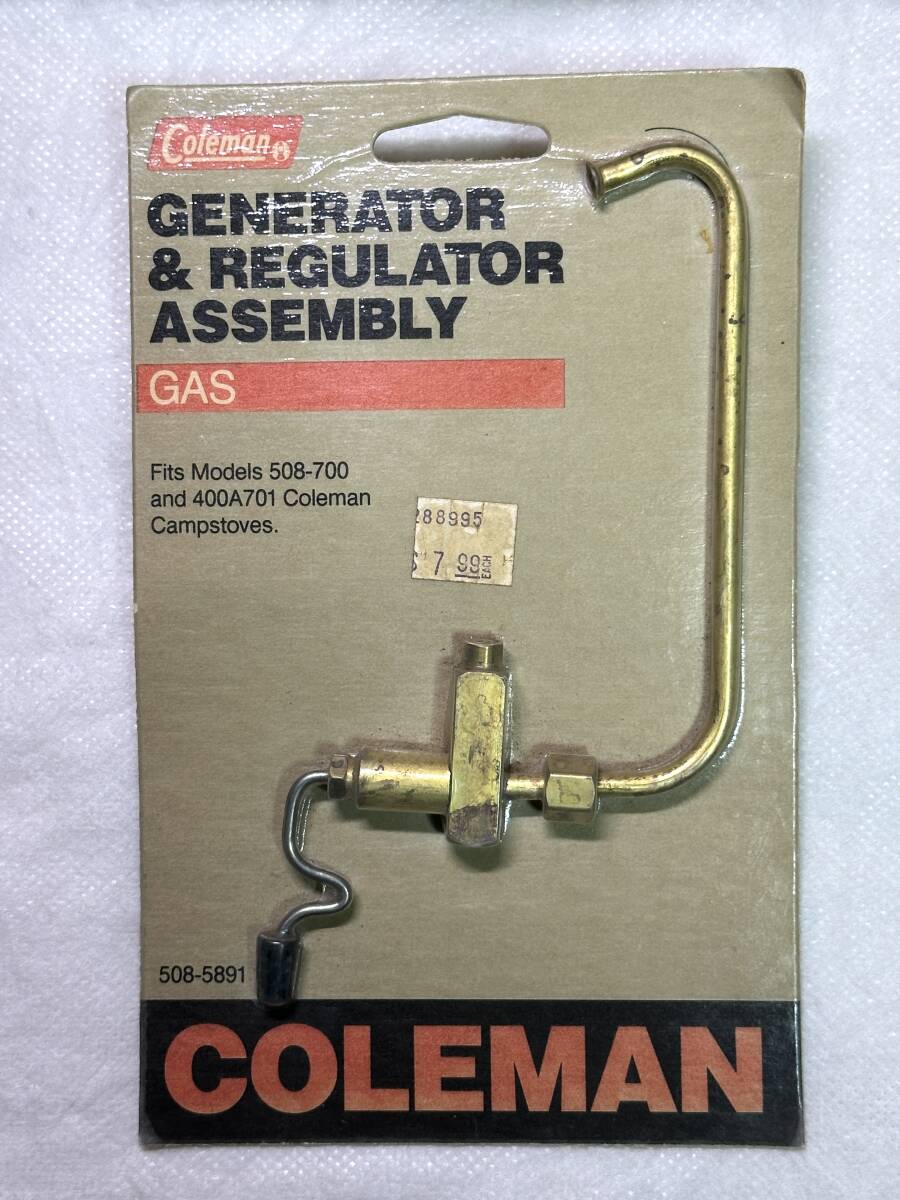 Coleman
GENERATOR
& REGULATOR
ASSEMBLY
GAS
Fits Models 508-700
and 400A701 Coleman
Campstoves.
288995
$ 7 99 EACH
508-5891
COLEMAN